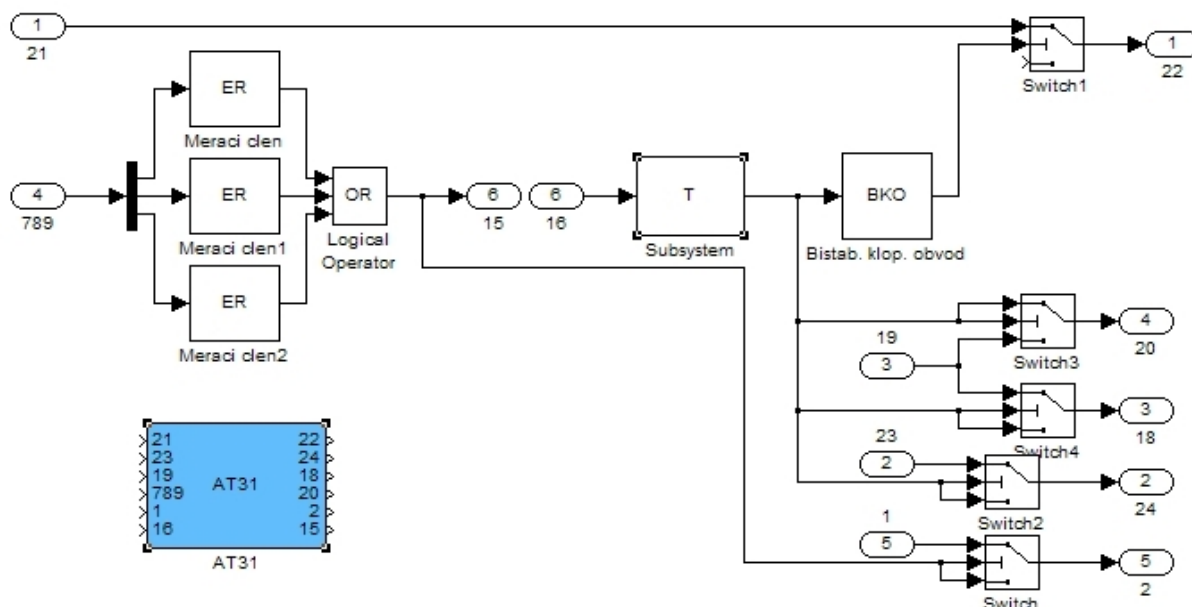 1
21
Switch1
1
22
ER
Meraci clen
4
789
ER
Meraci clen1
OR
Logical
Operator
6
15
6
16
T
Subsystem
BKO
Bistab. klop. obvod
ER
Meraci clen2
19
3
Switch3
4
20
Switch4
3
18
23
2
Switch2
2
24
1
5
Switch
5
2
21 22
23 24
19 18
AT31
789 20
1 2
16 15
AT31